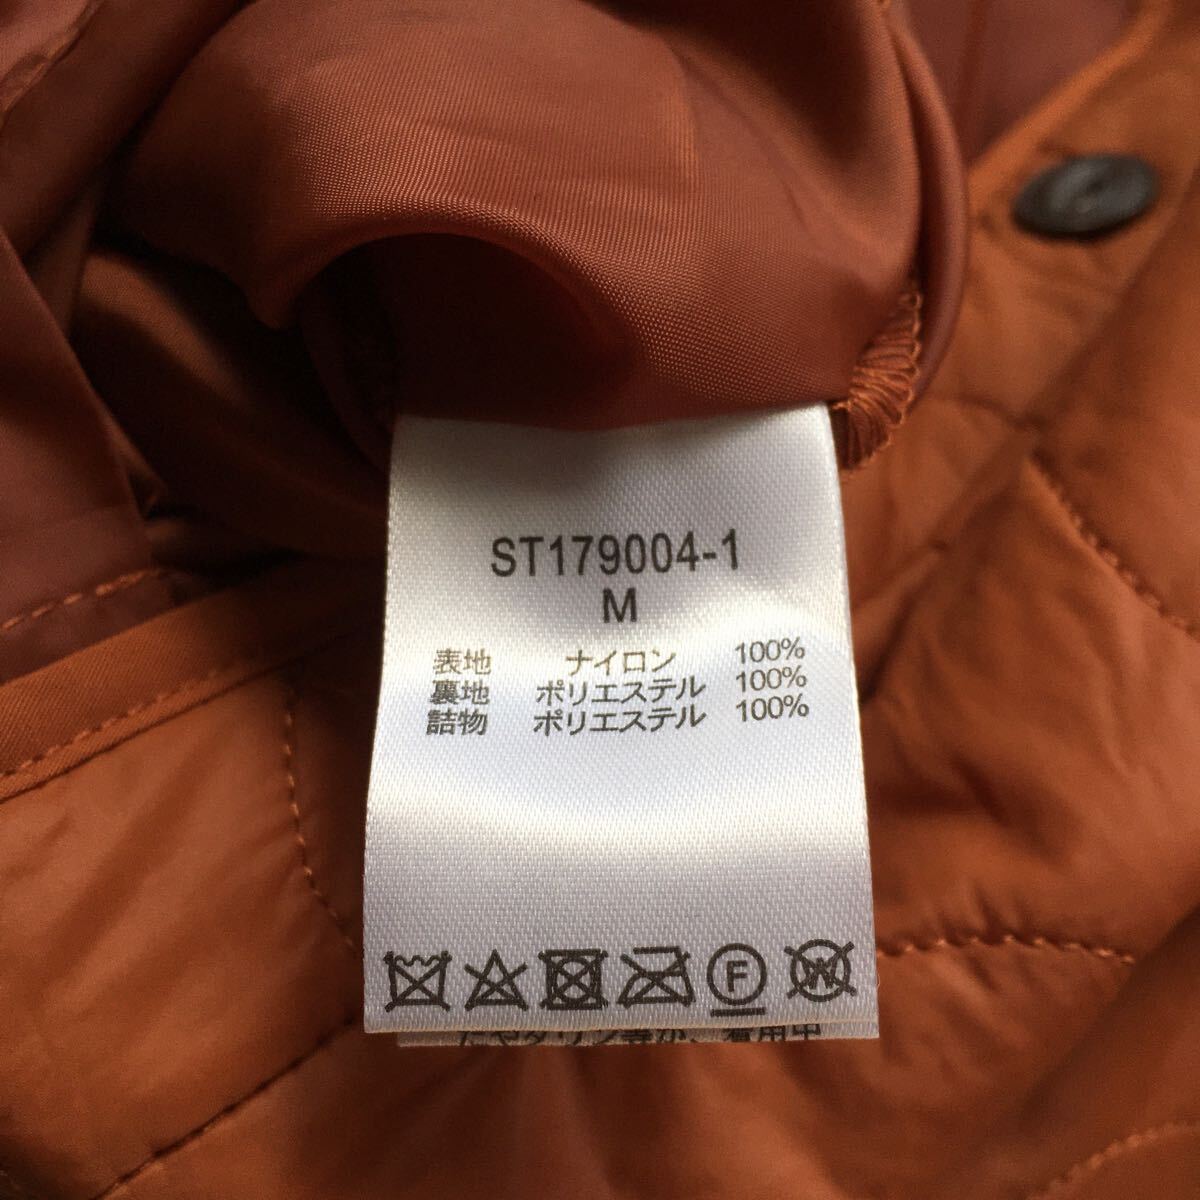 ST179004-1
M
表地 ナイロン 100%
裏地 ポリエステル 100%
詰物 ポリエステル 100%
F W